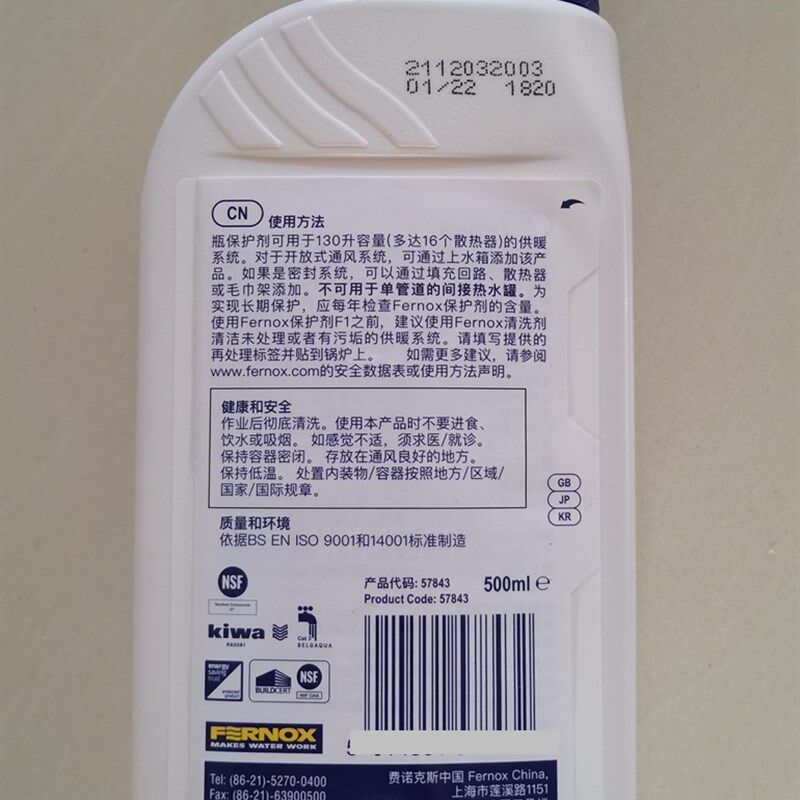 2112032003
01/22 1820
CN 使用方法
瓶保护剂可用于130升容量(多达16个散热器)的供暖
系统。对于开放式通风系统，可通过上水箱添加该产
品。如果是密封系统，可以通过填充回路、散热器
或毛巾架添加。不可用于单管道的间接热水罐。为
实现长期保护，应每年检查Fernox保护剂的含量。
使用Fernox保护剂F1之前，建议使用Fernox清洗剂
清洁未处理或者有污垢的供暖系统。请填写提供的
再处理标签并贴到锅炉上。 如需更多建议，请参阅
www.fernox.com的安全数据表或使用方法声明。
健康和安全
作业后彻底清洗。使用本产品时不要进食、
饮水或吸烟。 如感觉不适，须求医/就诊。
保持容器密闭。 存放在通风良好的地方。
保持低温。 处置内装物/容器按照地方/区域/
国家/国际规章。
GB
JP
KR
质量和环境
依据BS EN ISO 9001和14001标准制造
产品代码: 57843
Product Code: 57843
500ml e
NSF
Nonfood Compounds
kiwa
K62581
Cat 3
BELGAQUA
energy
saving
trust
endorsed
product
BUILDCERT
NSF
FERNOX
MAKES WATER WORK
Tel: (86-21)-5270-0400
Fax: (86-21)-63900500
费诺克斯中国 Fernox China,
上海市莲溪路1151